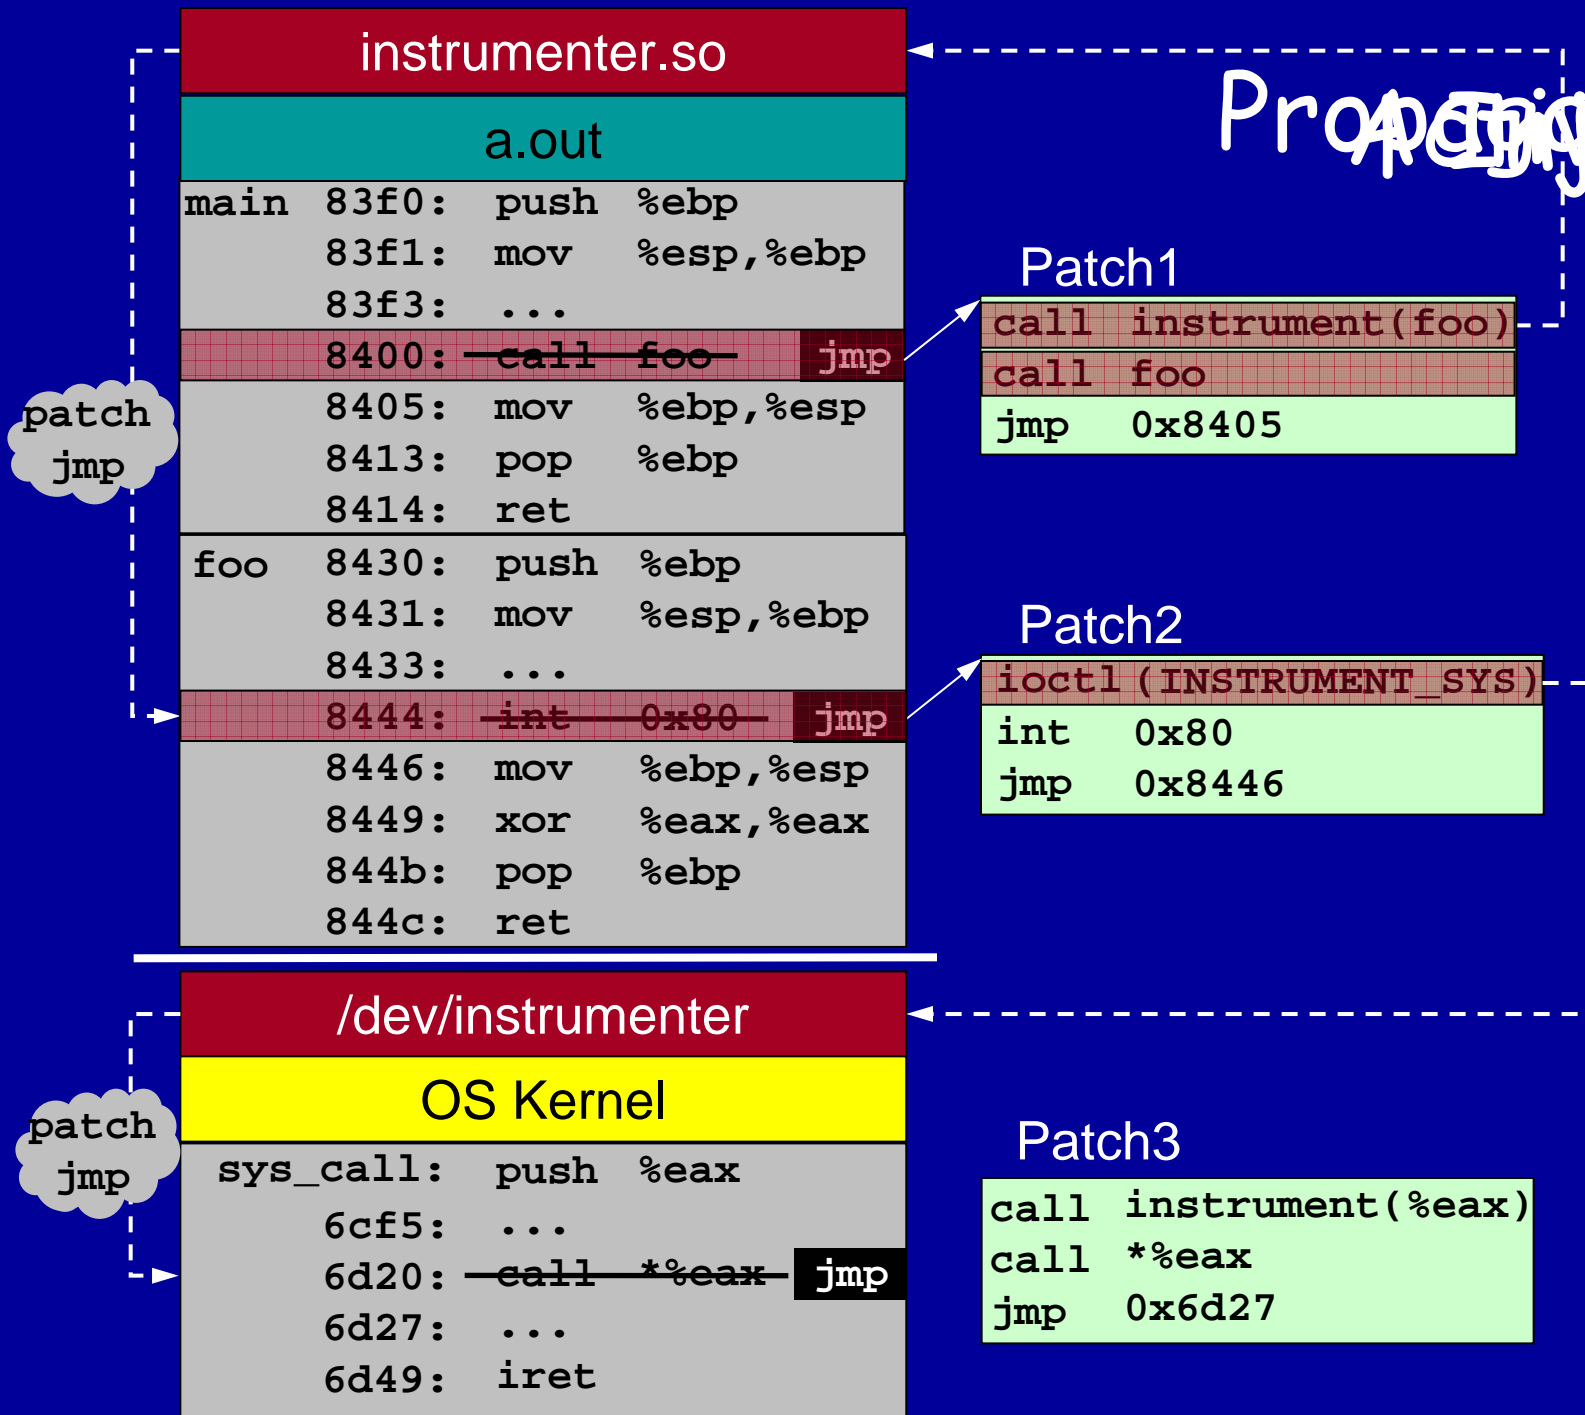 instrumenter.so
a.out
main 83f0: push %ebp
83f1: mov %esp,%ebp
83f3: ...
8400: call foo jmp
8405: mov %ebp,%esp
8413: pop %ebp
8414: ret
foo 8430: push %ebp
8431: mov %esp,%ebp
8433: ...
8444: int 0x80 jmp
8446: mov %ebp,%esp
8449: xor %eax,%eax
844b: pop %ebp
844c: ret
patch
jmp
Patch1
call instrument(foo)
call foo
jmp 0x8405
Patch2
ioctl(INSTRUMENT_SYS)
int 0x80
jmp 0x8446
/dev/instrumenter
OS Kernel
sys_call: push %eax
6cf5: ...
6d20: call *%eax jmp
6d27: ...
6d49: iret
patch
jmp
Patch3
call instrument(%eax)
call *%eax
jmp 0x6d27